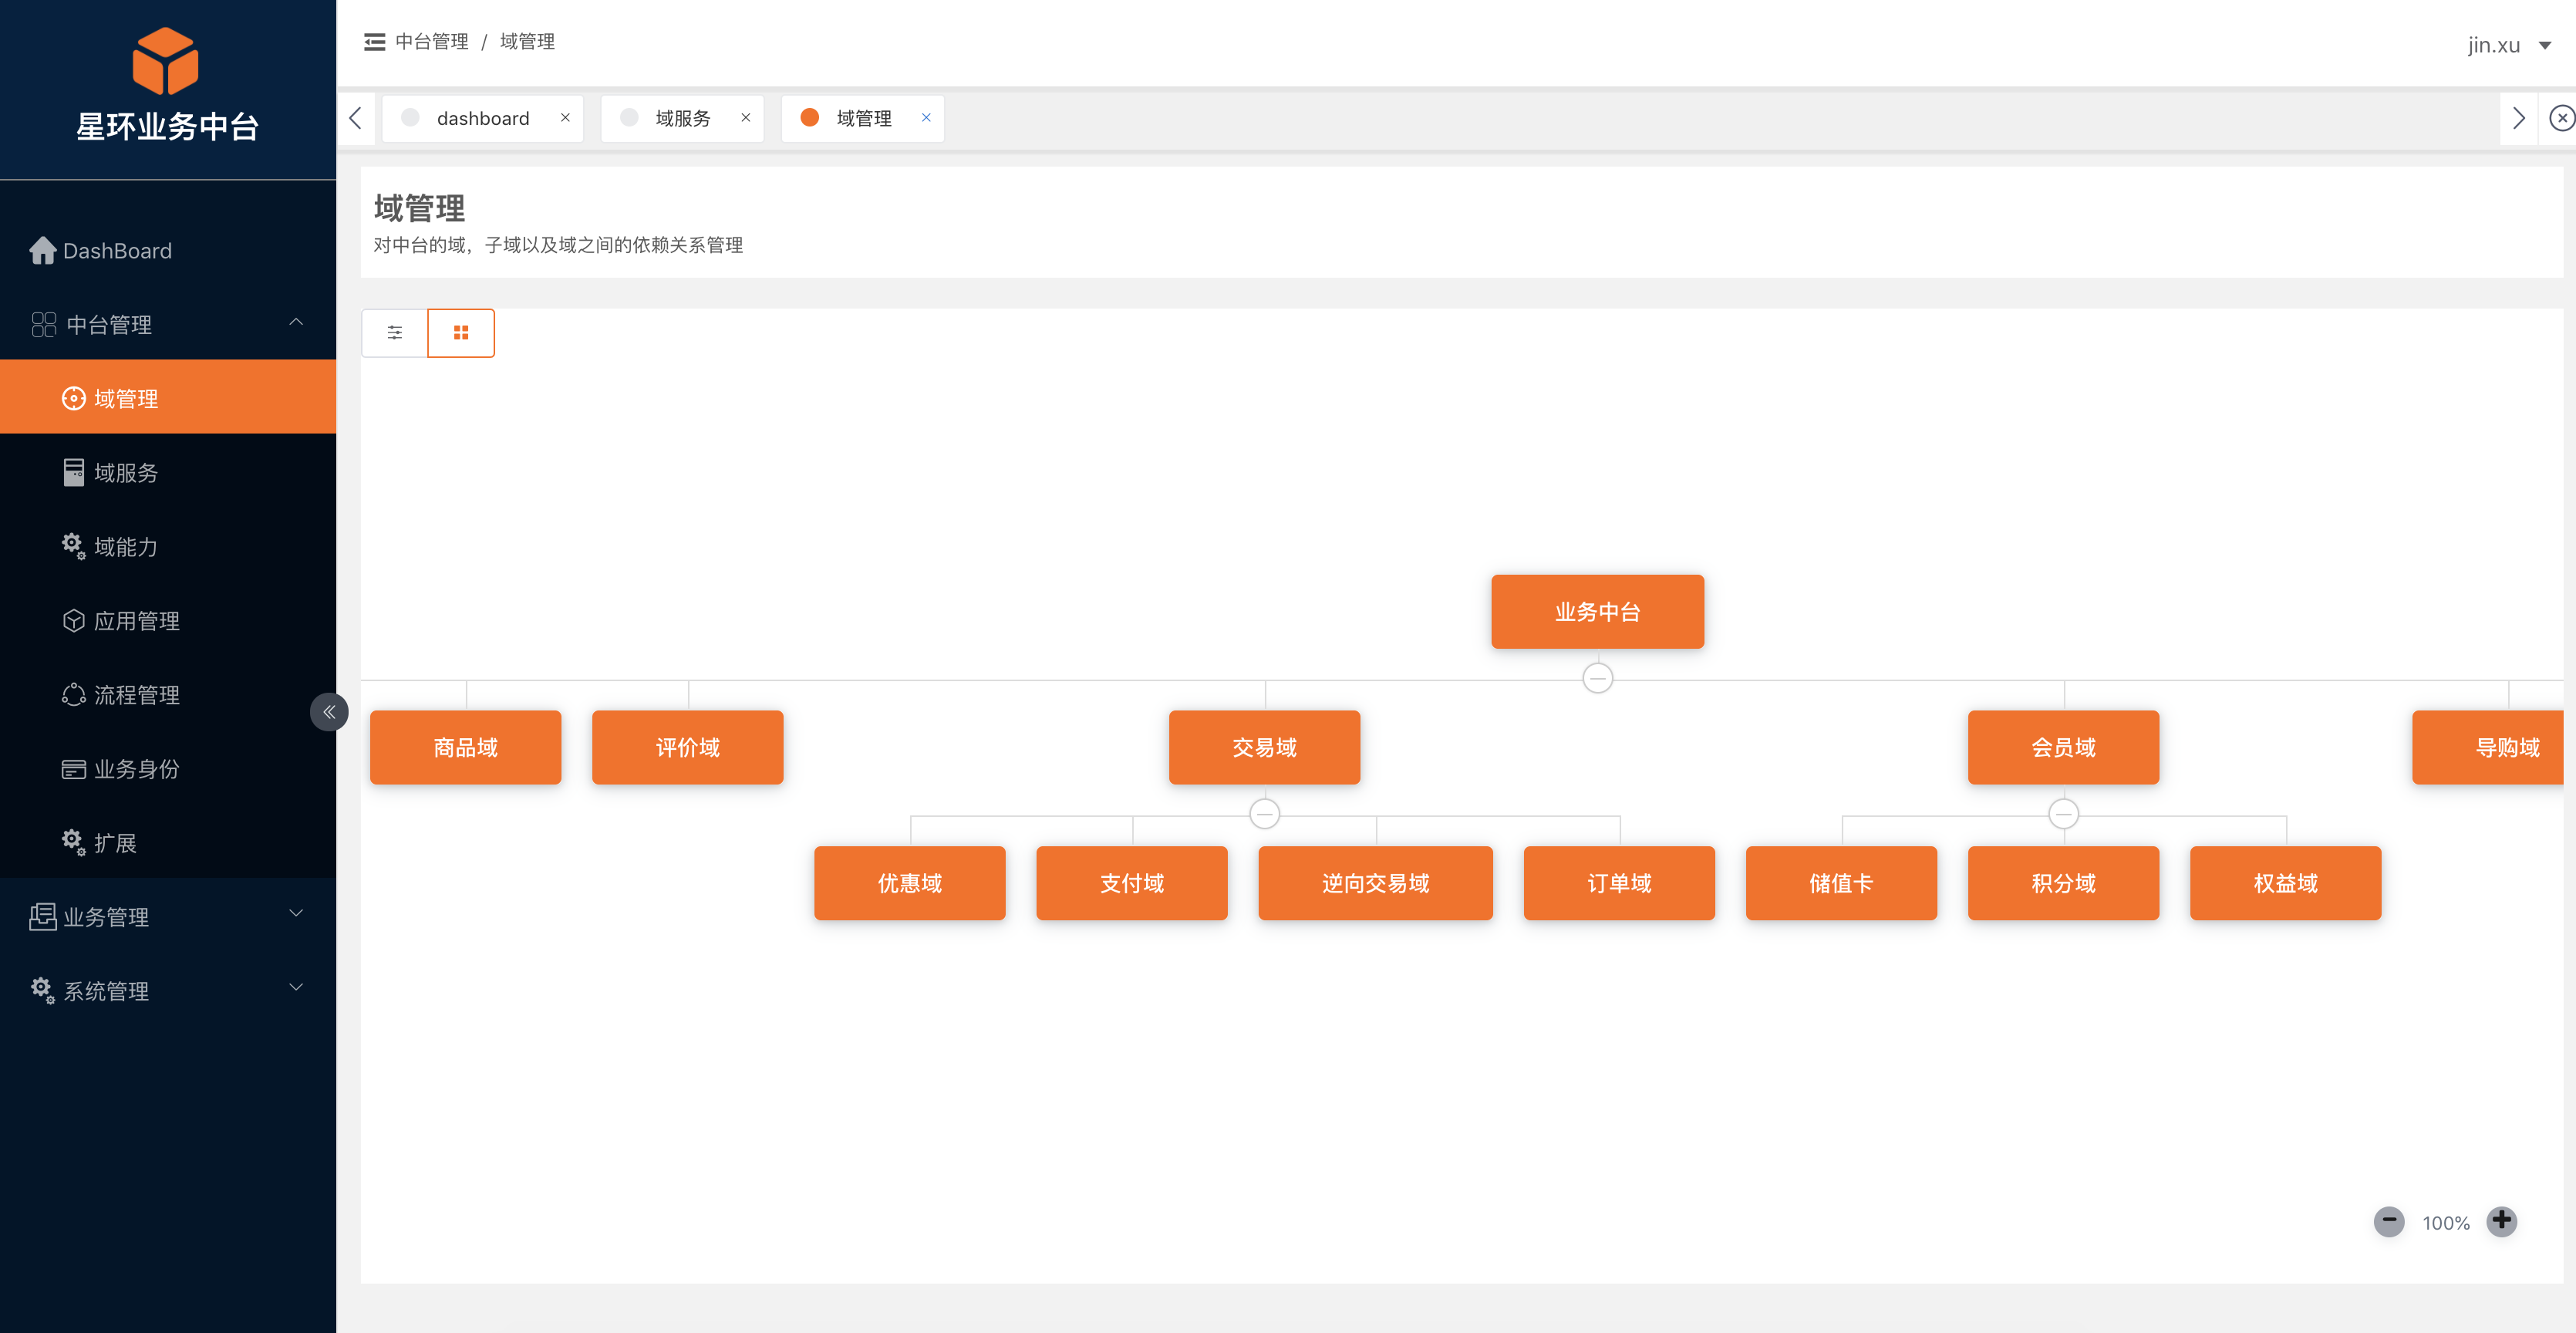 星环业务中台
中台管理 / 域管理
jin.xu
dashboard
域服务
域管理
DashBoard
中台管理
域管理
域服务
域能力
应用管理
流程管理
业务身份
扩展
业务管理
系统管理
域管理
对中台的域，子域以及域之间的依赖关系管理
业务中台
商品域
评价域
交易域
会员域
导购域
优惠域
支付域
逆向交易域
订单域
储值卡
积分域
权益域
100%